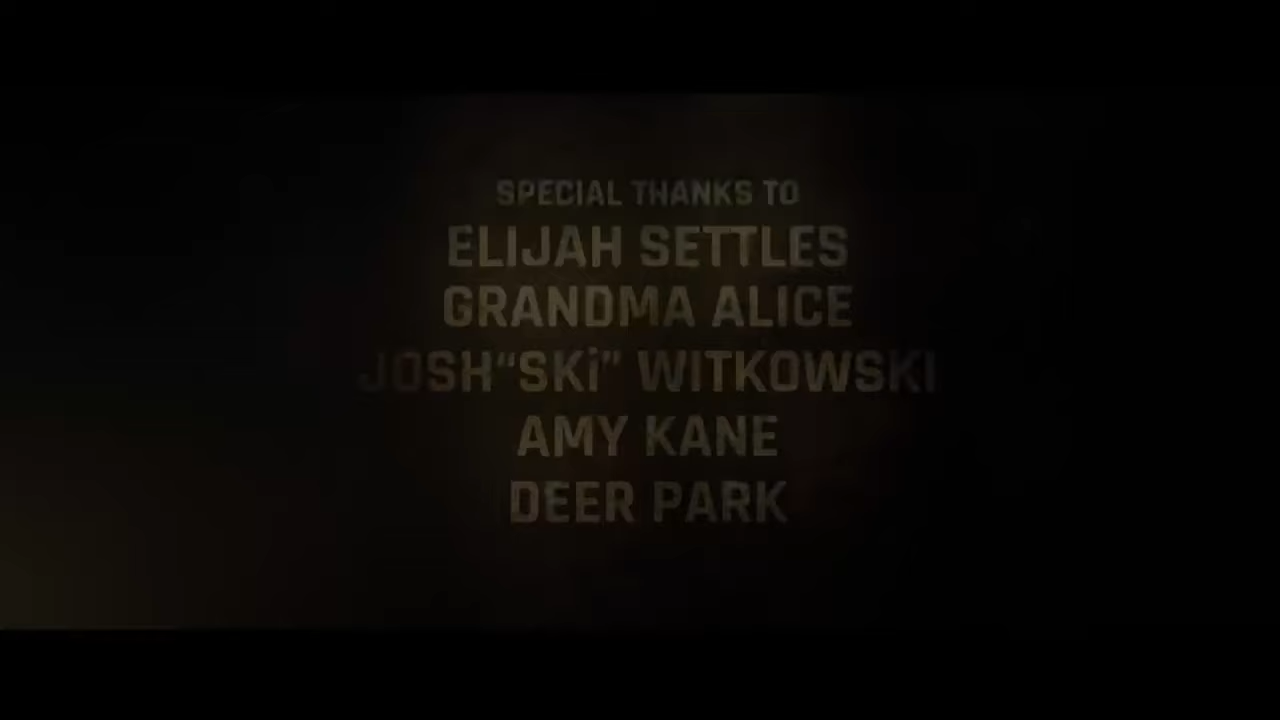 SPECIAL THANKS TO
ELIJAH SETTLES
GRANDMA ALICE
JOSH“SKi” WITKOWSKI
AMY KANE
DEER PARK